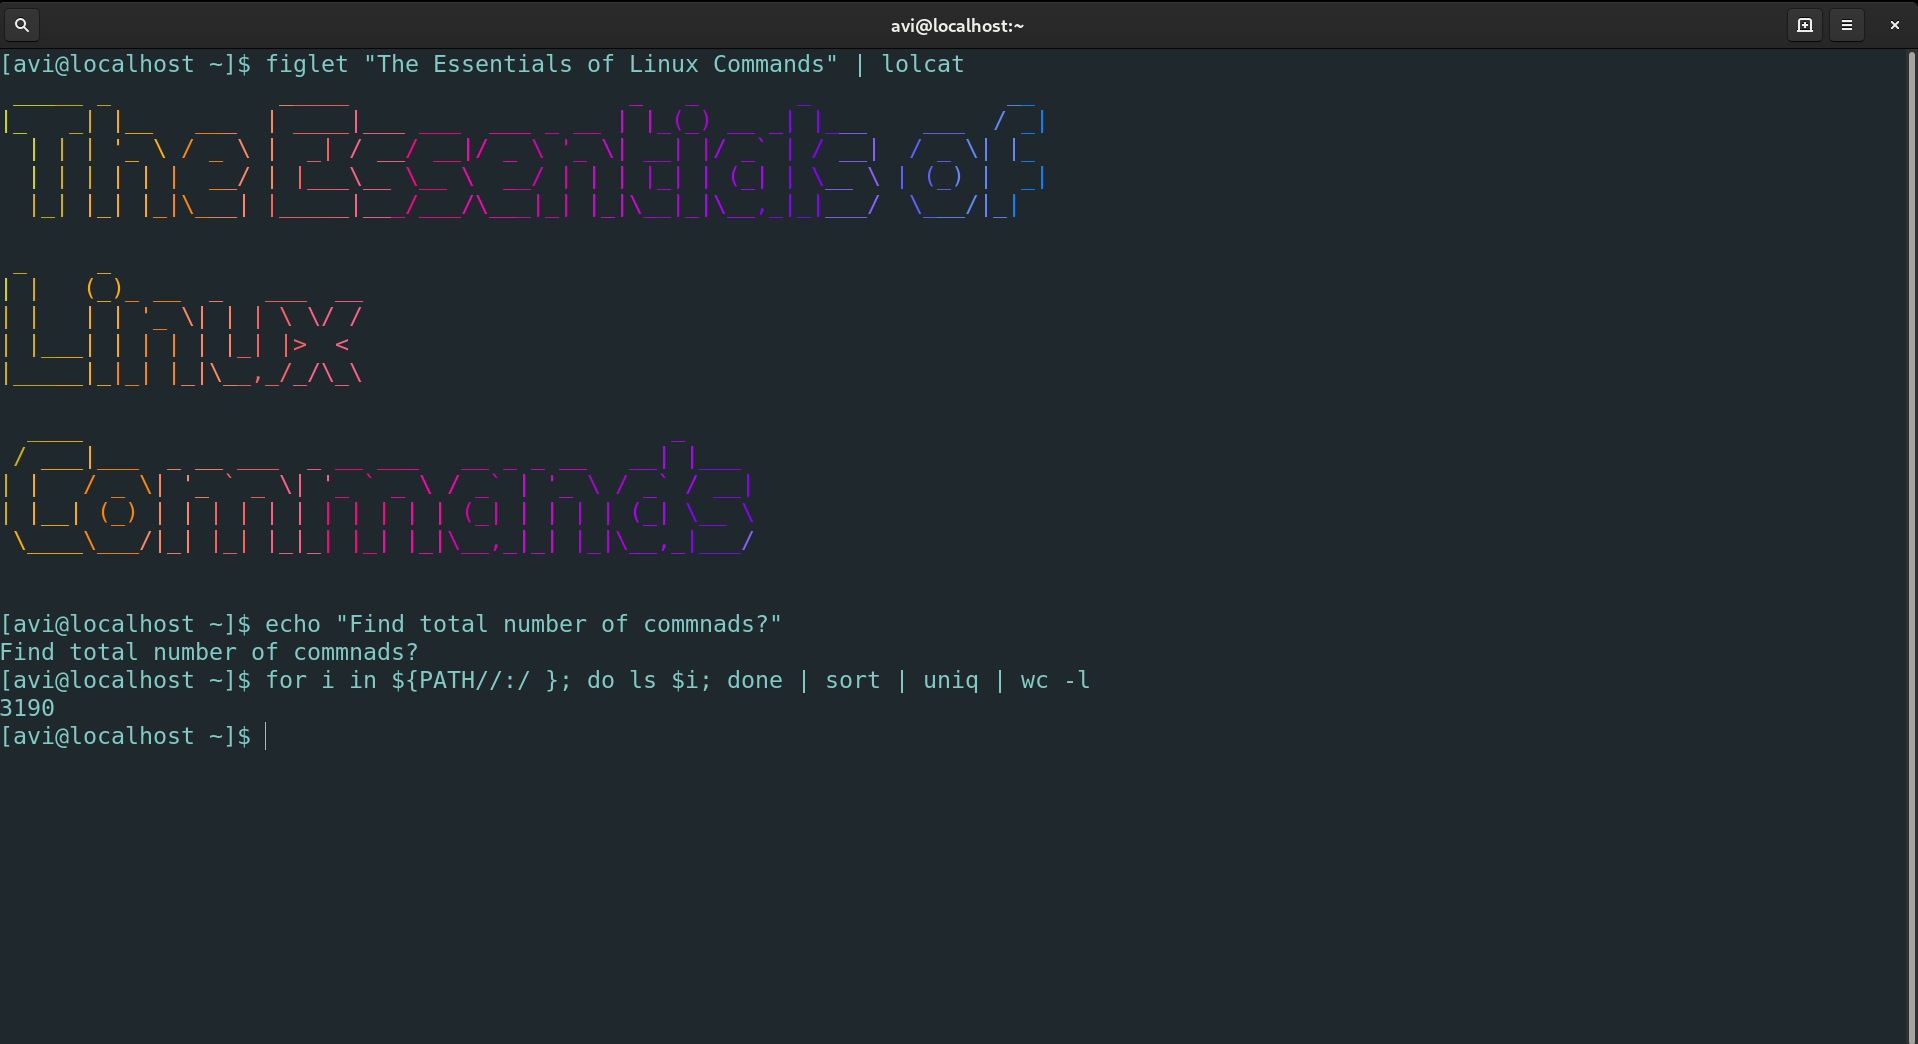 avi@localhost:~
[avi@localhost ~]$ figlet "The Essentials of Linux Commands" | lolcat
The Essentials of
Linux
Commands
[avi@localhost ~]$ echo "Find total number of commnads?"
Find total number of commnads?
[avi@localhost ~]$ for i in ${PATH//:/ }; do ls $i; done | sort | uniq | wc -l
3190
[avi@localhost ~]$